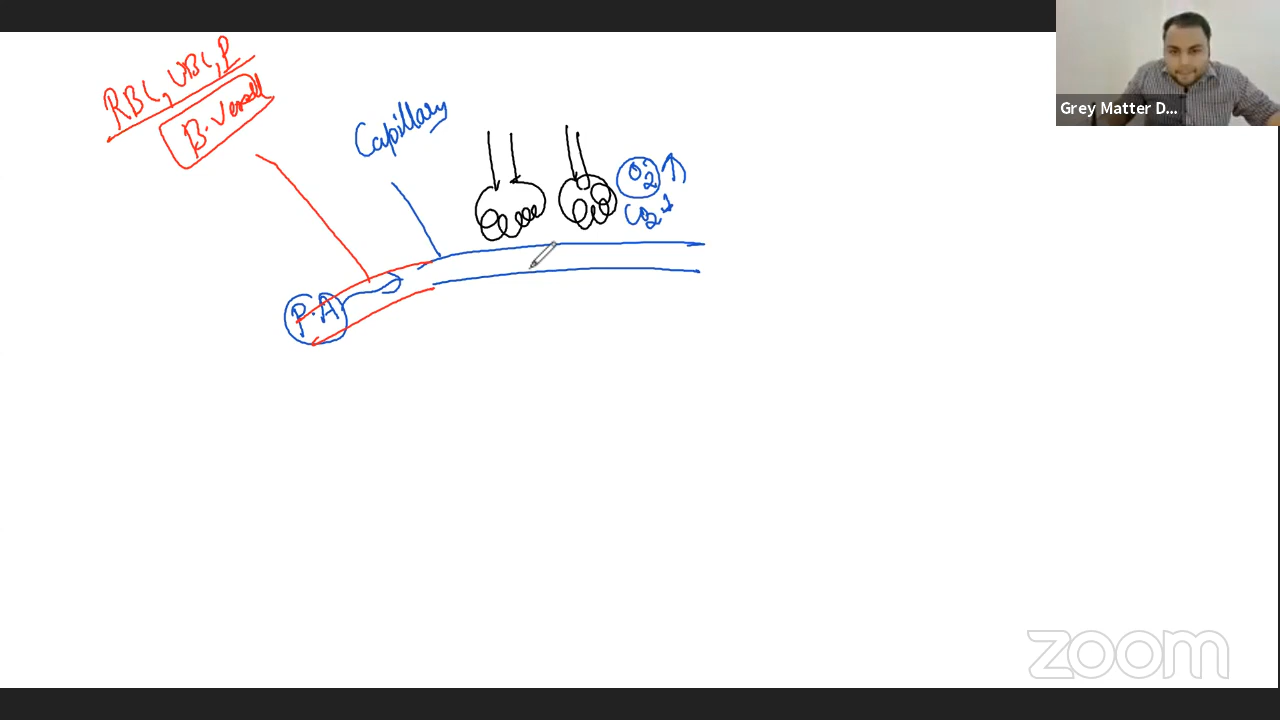 RBC, WBC, P
B. Vessel
Capillary
O2 ↑
CO2 ↓
P.A
Grey Matter D...
zoom